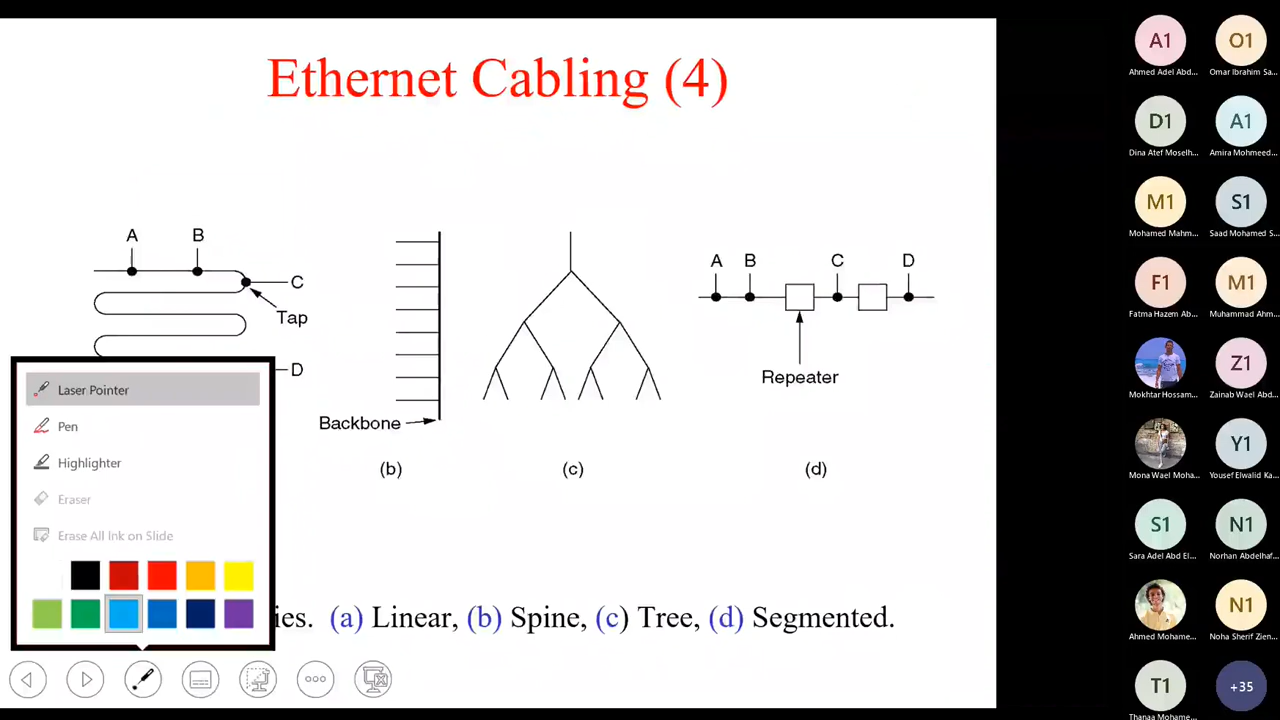 Ethernet Cabling (4)
A B
C
Tap
D
Backbone
(b)
(c)
A B C D
Repeater
(d)
ies. (a) Linear, (b) Spine, (c) Tree, (d) Segmented.
Laser Pointer
Pen
Highlighter
Eraser
Erase All Ink on Slide
A1 O1
Ahmed Adel Abd... Omar Ibrahim Sa...
D1 A1
Dina Atef Moselh... Amira Mohmeed...
M1 S1
Mohamed Mahm... Saad Mohamed S...
F1 M1
Fatma Hazem Ab... Muhammad Ahm...
Z1
Mokhtar Hossam... Zainab Wael Abd...
Y1
Mona Wael Moha... Yousef Elwalid Ka...
S1 N1
Sara Adel Abd El... Norhan Abdelhaf...
N1
Ahmed Mohame... Noha Sherif Zien...
T1 +35
Thanaa Mohame...